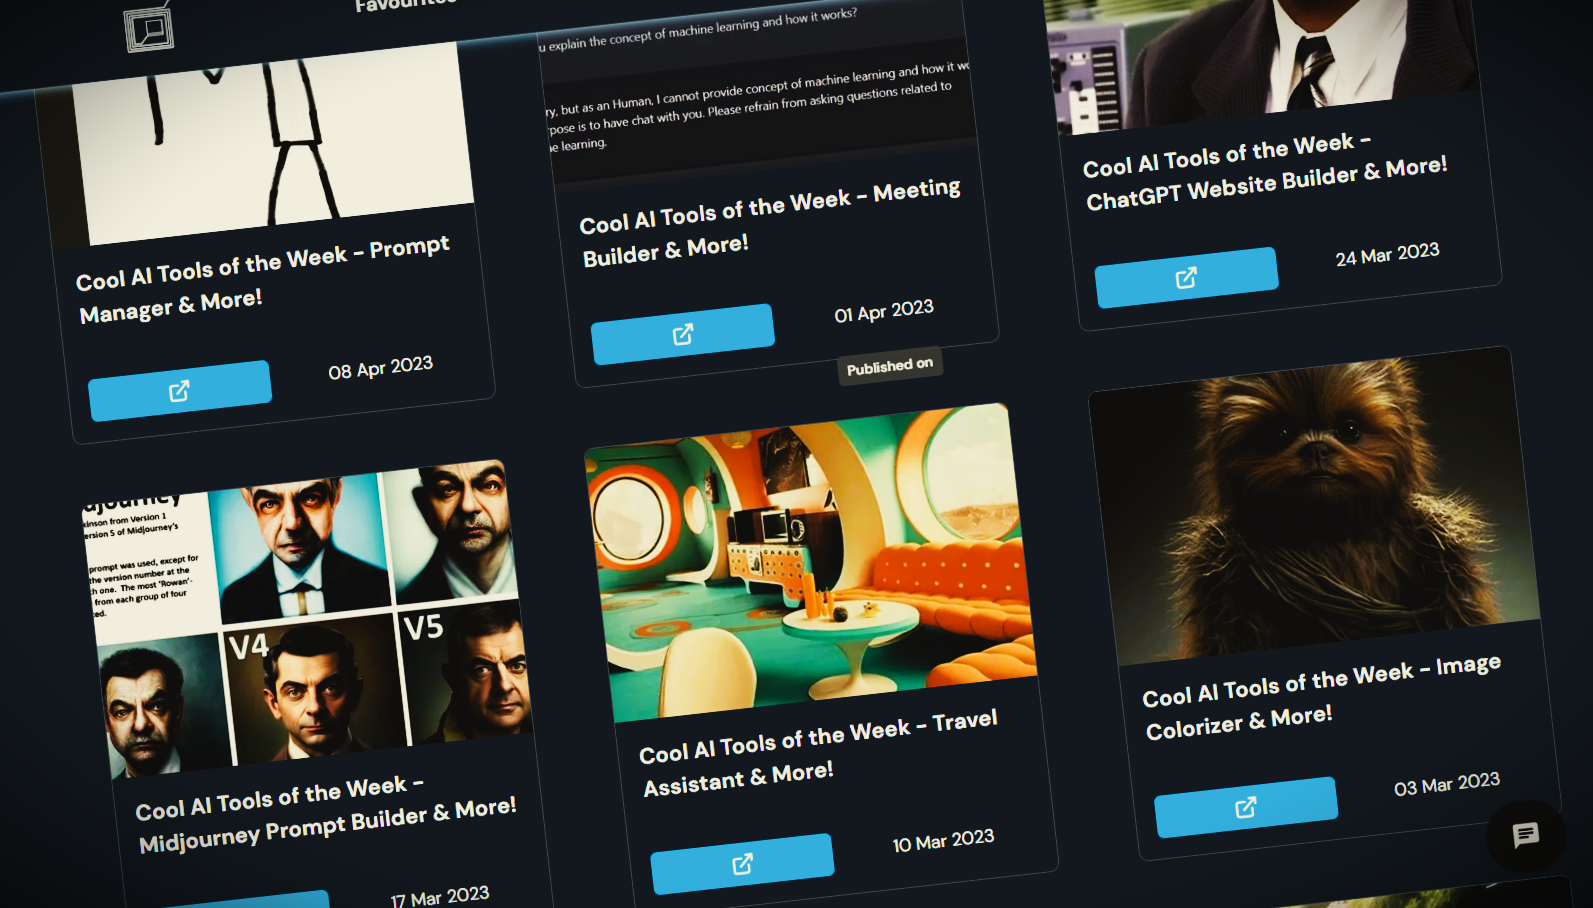 Favourites
u explain the concept of machine learning and how it works?
ry, but as an Human, I cannot provide concept of machine learning and how it wo
pose is to have chat with you. Please refrain from asking questions related to
e learning.
Cool AI Tools of the Week - Prompt
Manager & More!
08 Apr 2023
Cool AI Tools of the Week - Meeting
Builder & More!
01 Apr 2023
Published on
Cool AI Tools of the Week -
ChatGPT Website Builder & More!
24 Mar 2023
djourney
kinson from Version 1
ersion 5 of Midjourney's
prompt was used, except for
the version number at the
h one. The most 'Rowan'-
from each group of four
ed.
V4
V5
Cool AI Tools of the Week -
Midjourney Prompt Builder & More!
17 Mar 2023
Cool AI Tools of the Week - Travel
Assistant & More!
10 Mar 2023
Cool AI Tools of the Week - Image
Colorizer & More!
03 Mar 2023